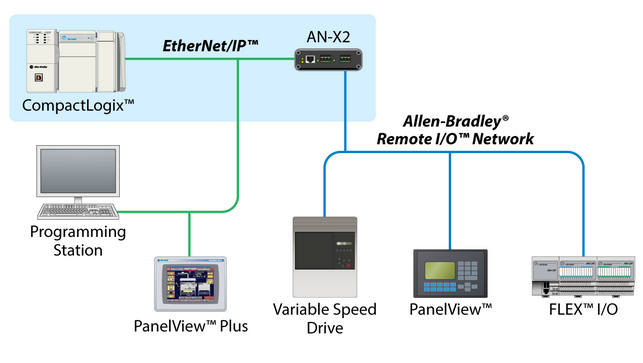 EtherNet/IP™
AN-X2
CompactLogix™
Allen-Bradley®
Remote I/O™ Network
Programming
Station
PanelView™ Plus
Variable Speed
Drive
PanelView™
FLEX™ I/O